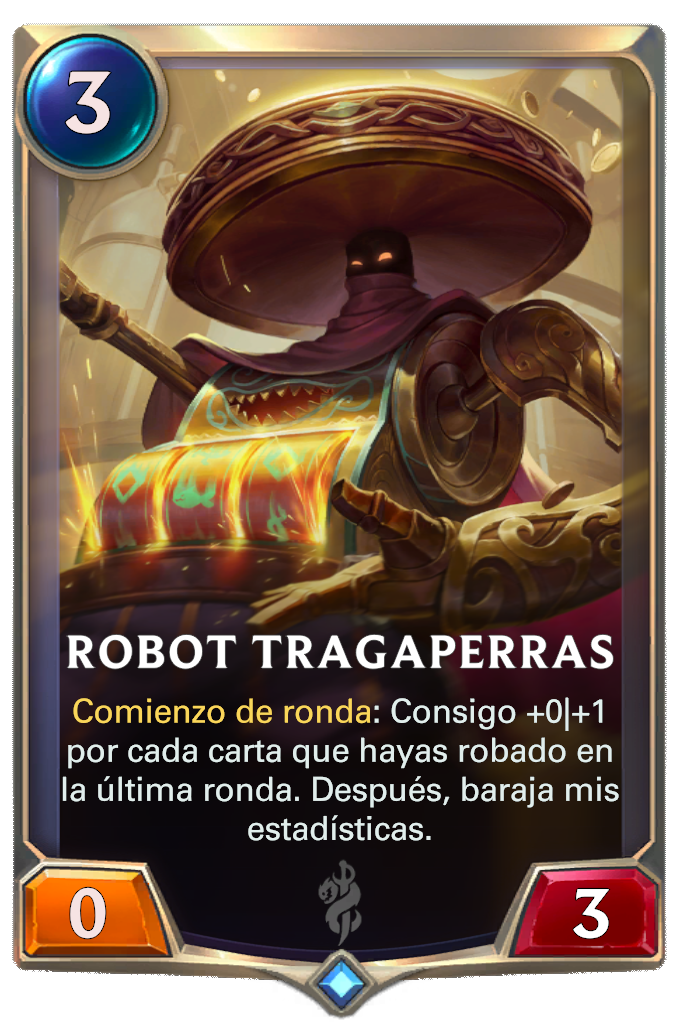 3
ROBOT TRAGAPERRAS
Comienzo de ronda: Consigo +0|+1
por cada carta que hayas robado en
la última ronda. Después, baraja mis
estadísticas.
0
3